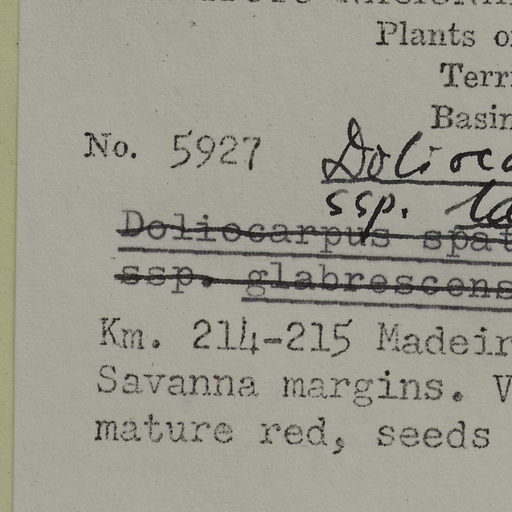 Plants o
Terr
Basin
No. 5927 Dolioc
ssp.
Doliocarpus spat
ssp. glabrescens
Km. 214-215 Madeir
Savanna margins. V
mature red, seeds